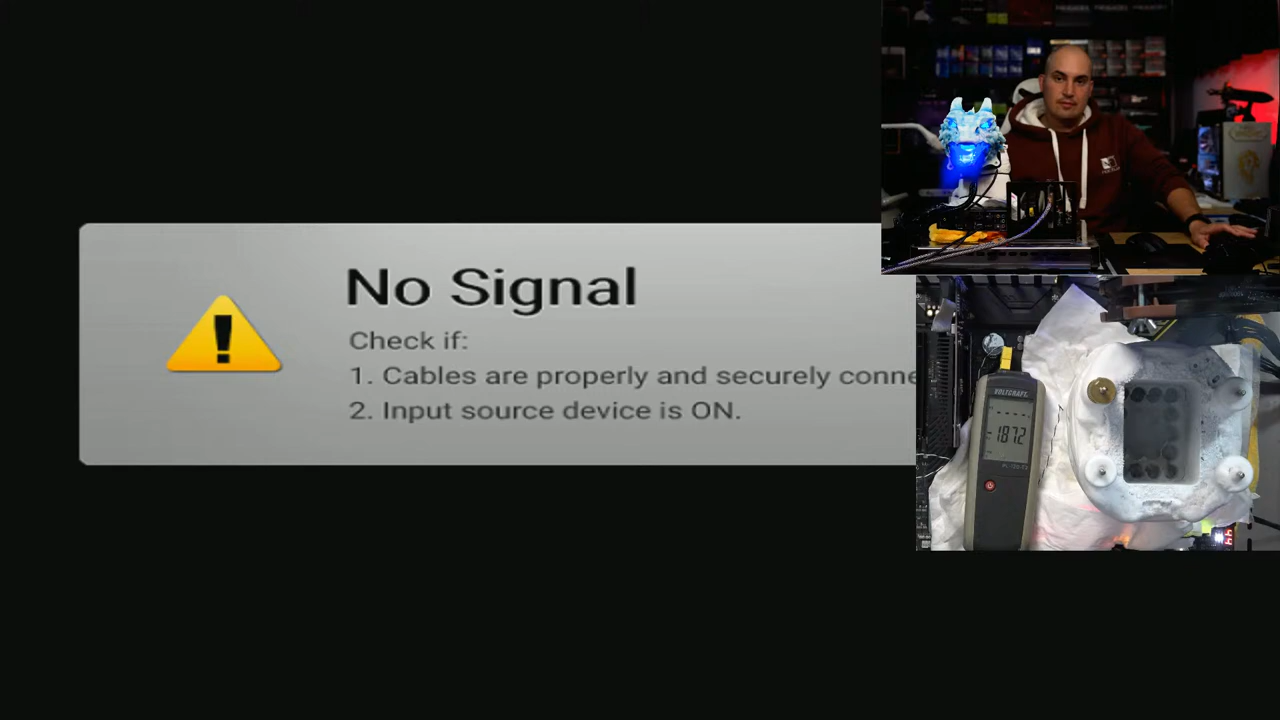 No Signal
Check if:
1. Cables are properly and securely conne
2. Input source device is ON.
VOLTCRAFT.
-187.2